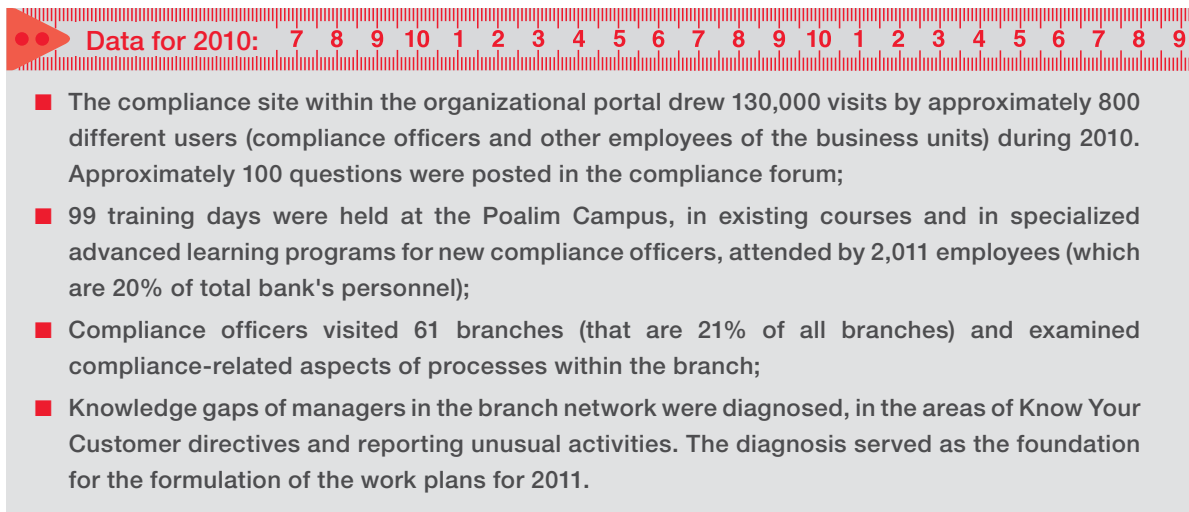 Data for 2010: 7 8 9 10 1 2 3 4 5 6 7 8 9 10 1 2 3 4 5 6 7 8 9
■ The compliance site within the organizational portal drew 130,000 visits by approximately 800
different users (compliance officers and other employees of the business units) during 2010.
Approximately 100 questions were posted in the compliance forum;
■ 99 training days were held at the Poalim Campus, in existing courses and in specialized
advanced learning programs for new compliance officers, attended by 2,011 employees (which
are 20% of total bank's personnel);
■ Compliance officers visited 61 branches (that are 21% of all branches) and examined
compliance-related aspects of processes within the branch;
■ Knowledge gaps of managers in the branch network were diagnosed, in the areas of Know Your
Customer directives and reporting unusual activities. The diagnosis served as the foundation
for the formulation of the work plans for 2011.